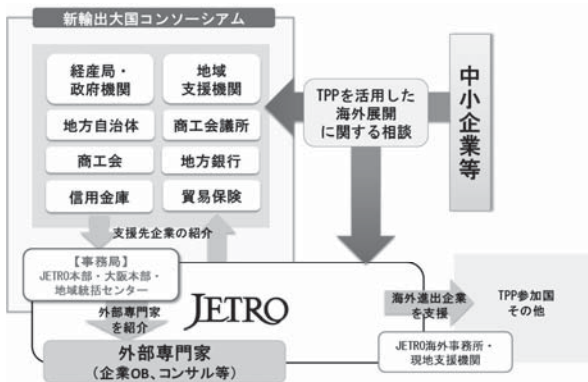 新輸出大国コンソーシアム
経産局・
政府機関
地域
支援機関
地方自治体
商工会議所
商工会
地方銀行
信用金庫
貿易保険
TPPを活用した
海外展開
に関する相談
中小企業等
支援先企業の紹介
【事務局】
JETRO本部・大阪本部・
地域統括センター
外部専門家
を紹介
JETRO
海外進出企業
を支援
TPP参加国
その他
外部専門家
(企業OB、コンサル等)
JETRO海外事務所・
現地支援機関